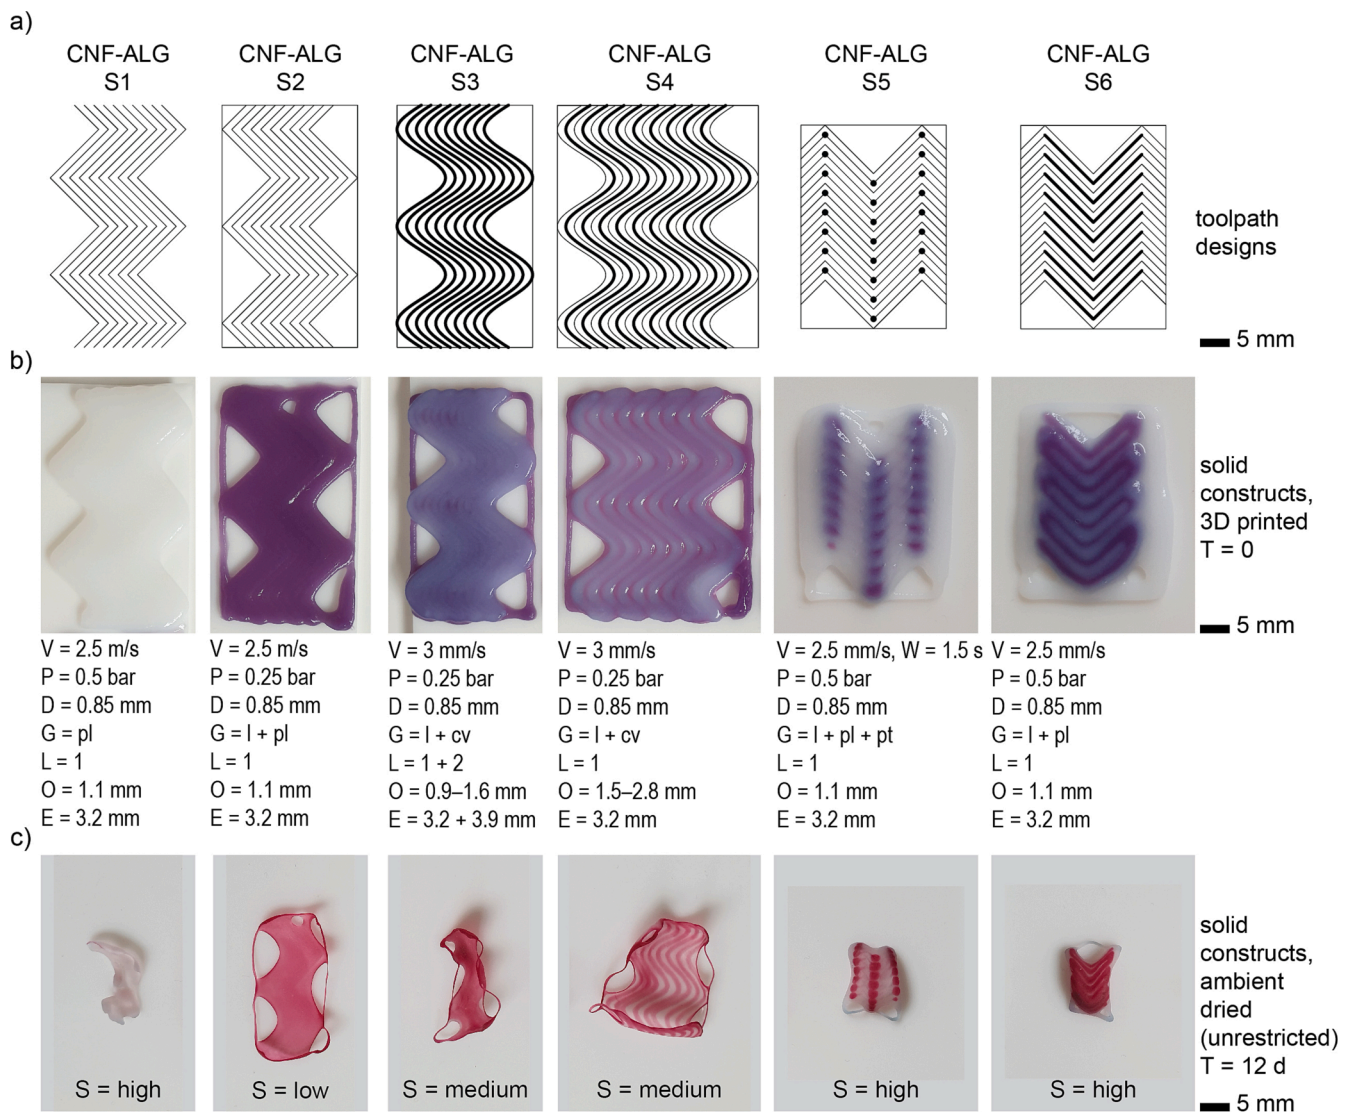 a)
CNF-ALG
S1
CNF-ALG
S2
CNF-ALG
S3
CNF-ALG
S4
CNF-ALG
S5
CNF-ALG
S6
toolpath
designs
5 mm
b)
solid
constructs,
3D printed
T = 0
5 mm
V = 2.5 m/s
P = 0.5 bar
D = 0.85 mm
G = pl
L = 1
O = 1.1 mm
E = 3.2 mm
V = 2.5 m/s
P = 0.25 bar
D = 0.85 mm
G = l + pl
L = 1
O = 1.1 mm
E = 3.2 mm
V = 3 mm/s
P = 0.25 bar
D = 0.85 mm
G = l + cv
L = 1 + 2
O = 0.9–1.6 mm
E = 3.2 + 3.9 mm
V = 3 mm/s
P = 0.25 bar
D = 0.85 mm
G = l + cv
L = 1
O = 1.5–2.8 mm
E = 3.2 mm
V = 2.5 mm/s, W = 1.5 s
P = 0.5 bar
D = 0.85 mm
G = l + pl + pt
L = 1
O = 1.1 mm
E = 3.2 mm
V = 2.5 mm/s
P = 0.5 bar
D = 0.85 mm
G = l + pl
L = 1
O = 1.1 mm
E = 3.2 mm
c)
S = high
S = low
S = medium
S = medium
S = high
S = high
solid
constructs,
ambient
dried
(unrestricted)
T = 12 d
5 mm